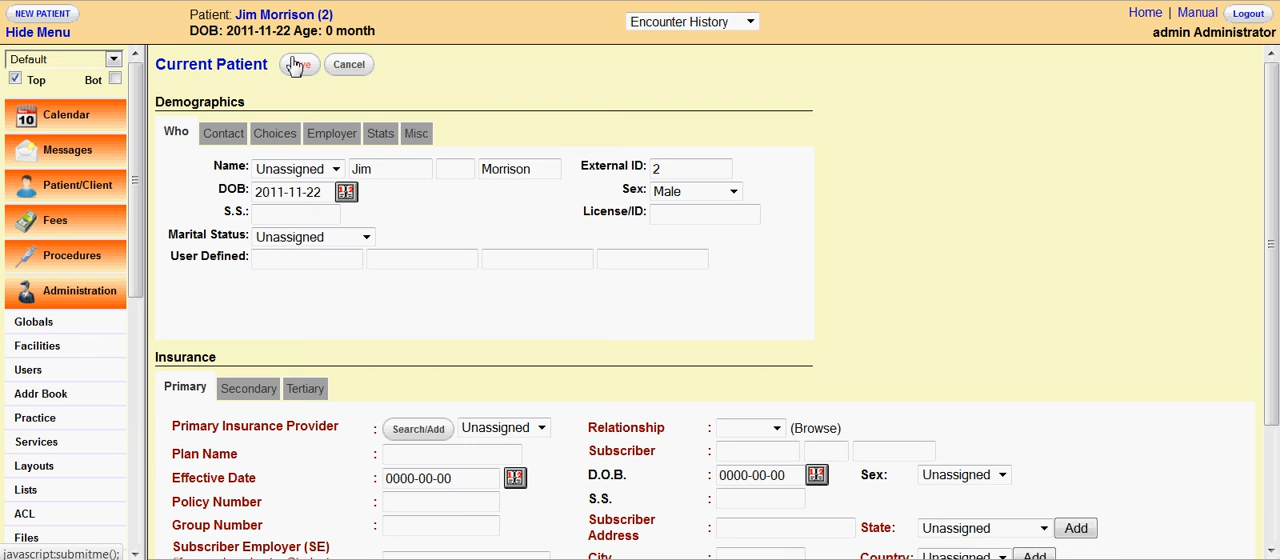 NEW PATIENT
Hide Menu
Patient: Jim Morrison (2)
DOB: 2011-11-22 Age: 0 month
Encounter History
Home | Manual Logout
admin Administrator
Default
Top Bot
Calendar
Messages
Patient/Client
Fees
Procedures
Administration
Globals
Facilities
Users
Addr Book
Practice
Services
Layouts
Lists
ACL
Files
javascript:submitme();
Current Patient Cancel
Demographics
Who Contact Choices Employer Stats Misc
Name: Unassigned Jim Morrison External ID: 2
DOB: 2011-11-22 Sex: Male
S.S.: License/ID:
Marital Status: Unassigned
User Defined:
Insurance
Primary Secondary Tertiary
Primary Insurance Provider : Search/Add Unassigned Relationship : (Browse)
Plan Name : Subscriber :
Effective Date : 0000-00-00 D.O.B. : 0000-00-00 Sex: Unassigned
Policy Number : S.S. :
Group Number : Subscriber Address : State: Unassigned Add
Subscriber Employer (SE) City Country: Unassigned Add